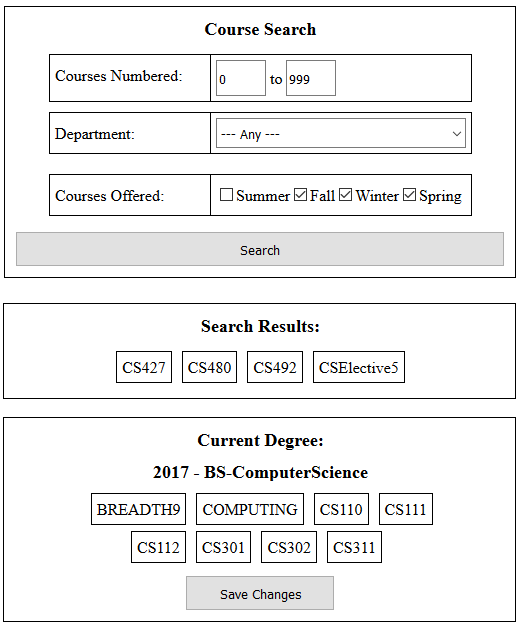 Course Search
Courses Numbered: 0 to 999
Department: --- Any ---
Courses Offered: Summer Fall Winter Spring
Search
Search Results:
CS427 CS480 CS492 CSElective5
Current Degree:
2017 - BS-ComputerScience
BREADTH9 COMPUTING CS110 CS111
CS112 CS301 CS302 CS311
Save Changes